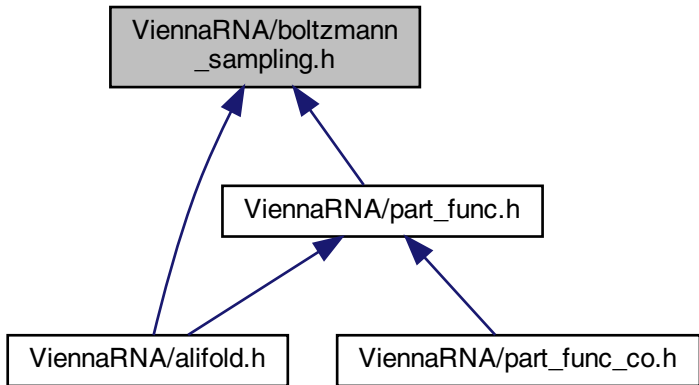 ViennaRNA/boltzmann
_sampling.h
ViennaRNA/part_func.h
ViennaRNA/alifold.h
ViennaRNA/part_func_co.h